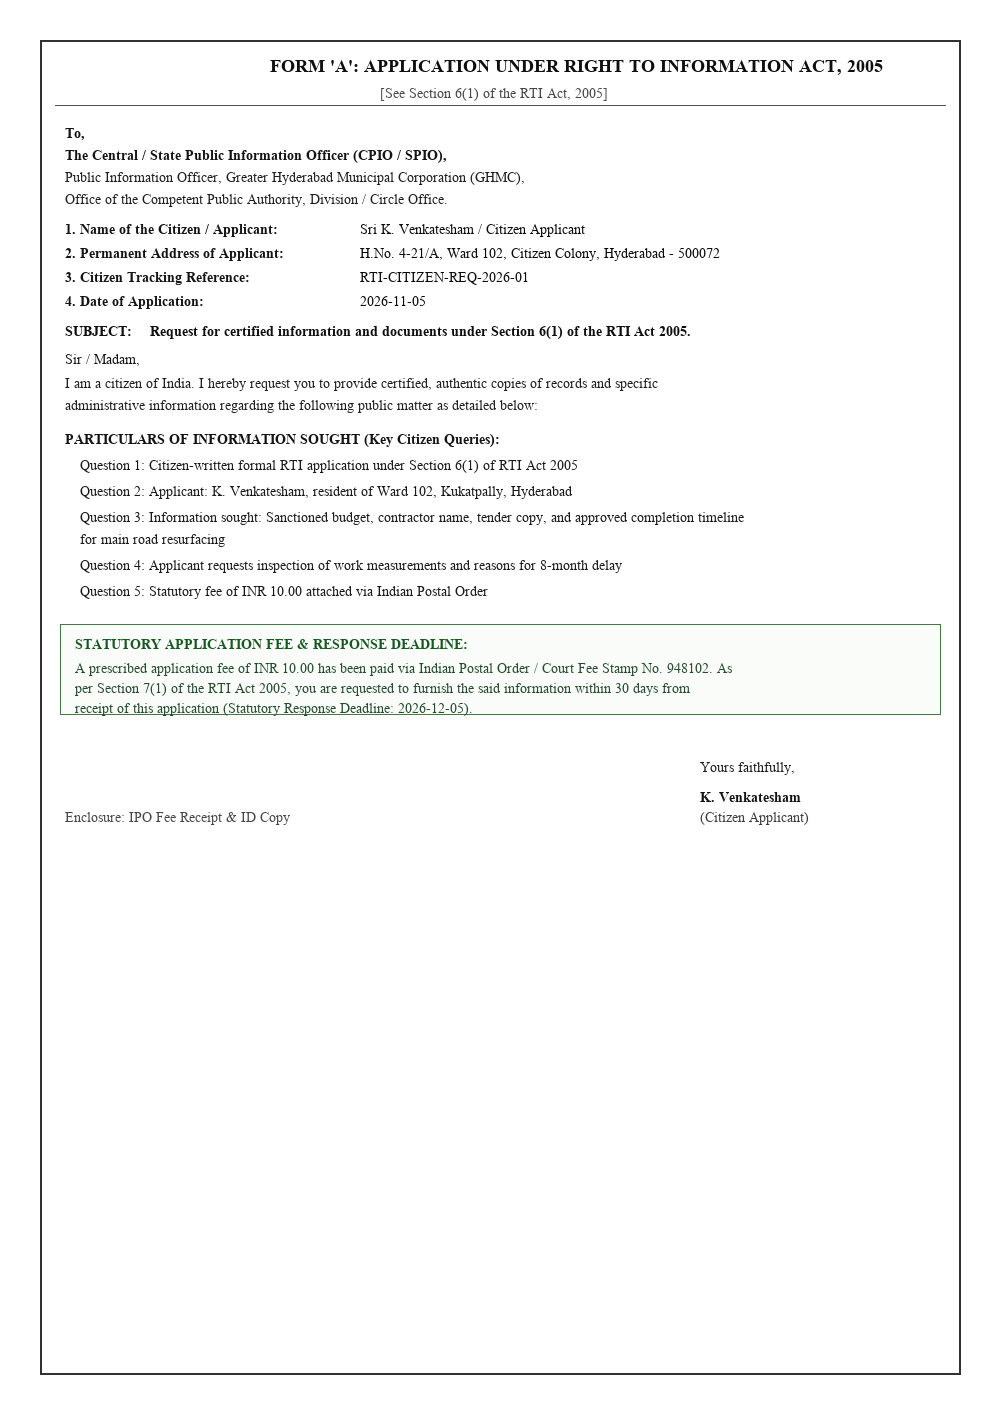 FORM 'A': APPLICATION UNDER RIGHT TO INFORMATION ACT, 2005
[See Section 6(1) of the RTI Act, 2005]
To,
The Central / State Public Information Officer (CPIO / SPIO),
Public Information Officer, Greater Hyderabad Municipal Corporation (GHMC),
Office of the Competent Public Authority, Division / Circle Office.
1. Name of the Citizen / Applicant: Sri K. Venkatesham / Citizen Applicant
2. Permanent Address of Applicant: H.No. 4-21/A, Ward 102, Citizen Colony, Hyderabad - 500072
3. Citizen Tracking Reference: RTI-CITIZEN-REQ-2026-01
4. Date of Application: 2026-11-05
SUBJECT: Request for certified information and documents under Section 6(1) of the RTI Act 2005.
Sir / Madam,
I am a citizen of India. I hereby request you to provide certified, authentic copies of records and specific
administrative information regarding the following public matter as detailed below:
PARTICULARS OF INFORMATION SOUGHT (Key Citizen Queries):
Question 1: Citizen-written formal RTI application under Section 6(1) of RTI Act 2005
Question 2: Applicant: K. Venkatesham, resident of Ward 102, Kukatpally, Hyderabad
Question 3: Information sought: Sanctioned budget, contractor name, tender copy, and approved completion timeline
for main road resurfacing
Question 4: Applicant requests inspection of work measurements and reasons for 8-month delay
Question 5: Statutory fee of INR 10.00 attached via Indian Postal Order
STATUTORY APPLICATION FEE & RESPONSE DEADLINE:
A prescribed application fee of INR 10.00 has been paid via Indian Postal Order / Court Fee Stamp No. 948102. As
per Section 7(1) of the RTI Act 2005, you are requested to furnish the said information within 30 days from
receipt of this application (Statutory Response Deadline: 2026-12-05).
Yours faithfully,
K. Venkatesham
Enclosure: IPO Fee Receipt & ID Copy (Citizen Applicant)